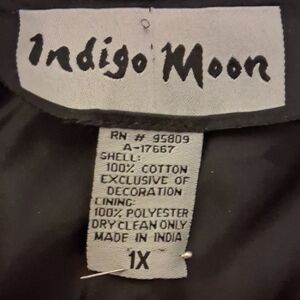 Indigo Moon
RN # 95809
A-17667
SHELL:
100% COTTON
EXCLUSIVE OF
DECORATION
LINING:
100% POLYESTER
DRY CLEAN ONLY
MADE IN INDIA
1X